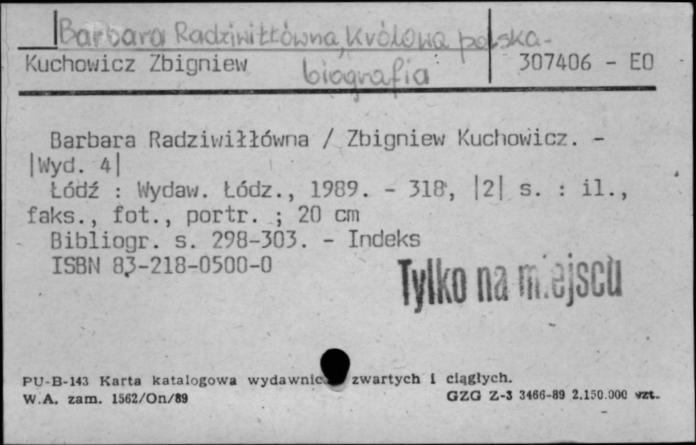 Barbara Radziwiłłówna, Królowa polska -
biografia
Kuchowicz Zbigniew 307406 - EO
Barbara Radziwiłłówna / Zbigniew Kuchowicz. -
|Wyd. 4|
Łódź : Wydaw. Łódz., 1989. - 318, |2| s. : il.,
faks., fot., portr. ; 20 cm
Bibliogr. s. 298-303. - Indeks
ISBN 83-218-0500-0
Tylko na miejscu
PU-B-143 Karta katalogowa wydawnic zwartych i ciągłych.
W.A. zam. 1562/On/89 GZG Z-3 3466-89 2.150.000 szt.